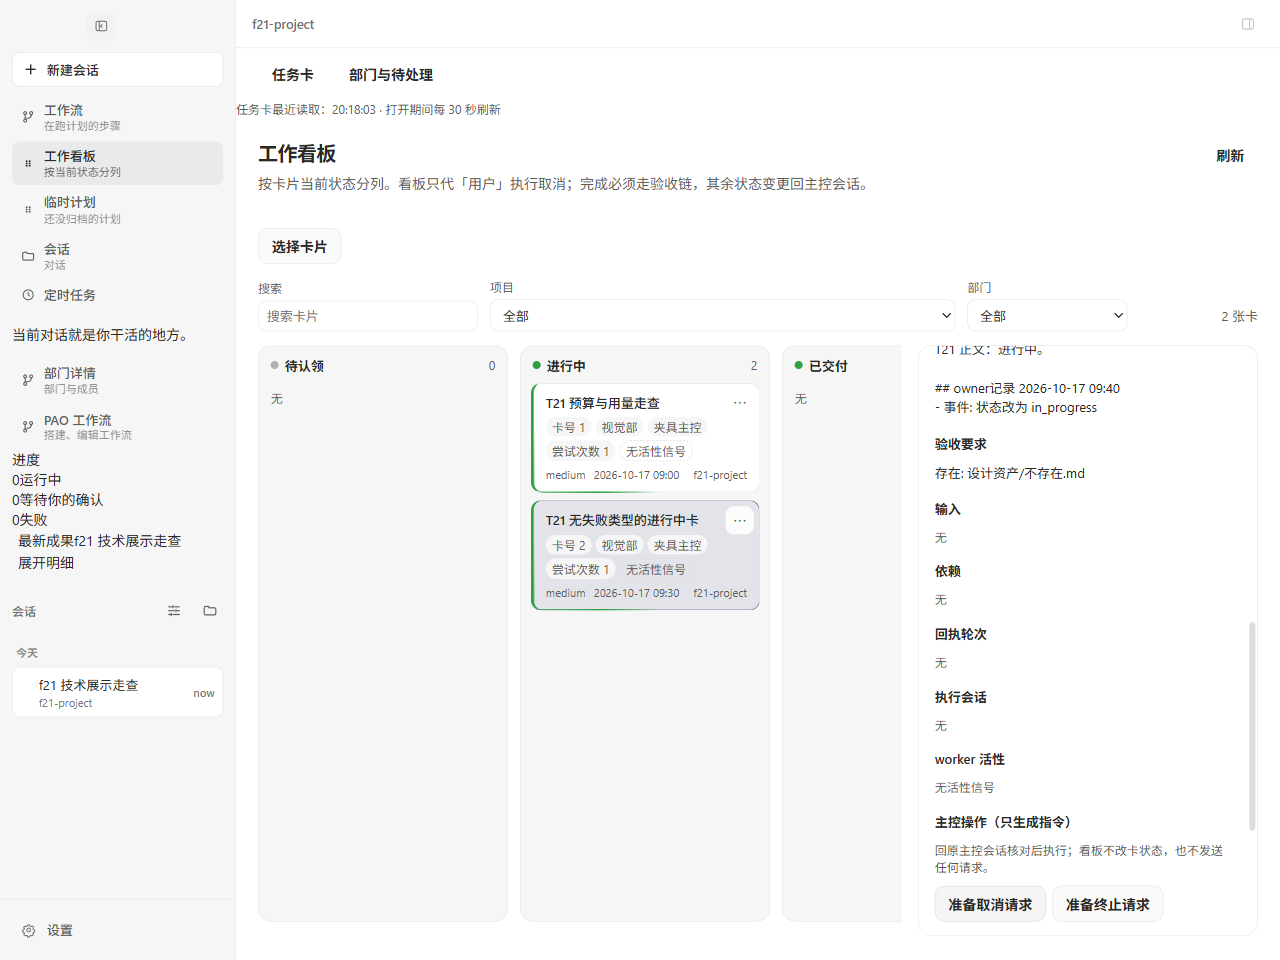 新建会话
工作流
在跑计划的步骤
工作看板
按当前状态分列
临时计划
还没归档的计划
会话
对话
定时任务
当前对话就是你干活的地方。
部门详情
部门与成员
PAO 工作流
搭建、编辑工作流
进度
0运行中
0等待你的确认
0失败
最新成果f21 技术展示走查
展开明细
会话
今天
f21 技术展示走查
now
f21-project
设置
f21-project
任务卡
部门与待处理
任务卡最近读取：20:18:03 · 打开期间每 30 秒刷新
工作看板
刷新
按卡片当前状态分列。看板只代「用户」执行取消；完成必须走验收链，其余状态变更回主控会话。
选择卡片
搜索
项目
部门
搜索卡片
全部
全部
2 张卡
待认领
0
无
进行中
2
T21 预算与用量走查
卡号 1
视觉部
夹具主控
尝试次数 1
无活性信号
medium
2026-10-17 09:00
f21-project
T21 无失败类型的进行中卡
卡号 2
视觉部
夹具主控
尝试次数 1
无活性信号
medium
2026-10-17 09:30
f21-project
已交付
无
T21 正文：进行中。
## owner记录 2026-10-17 09:40
- 事件: 状态改为 in_progress
验收要求
存在: 设计资产/不存在.md
输入
无
依赖
无
回执轮次
无
执行会话
无
worker 活性
无活性信号
主控操作（只生成指令）
回原主控会话核对后执行；看板不改卡状态，也不发送
任何请求。
准备取消请求
准备终止请求